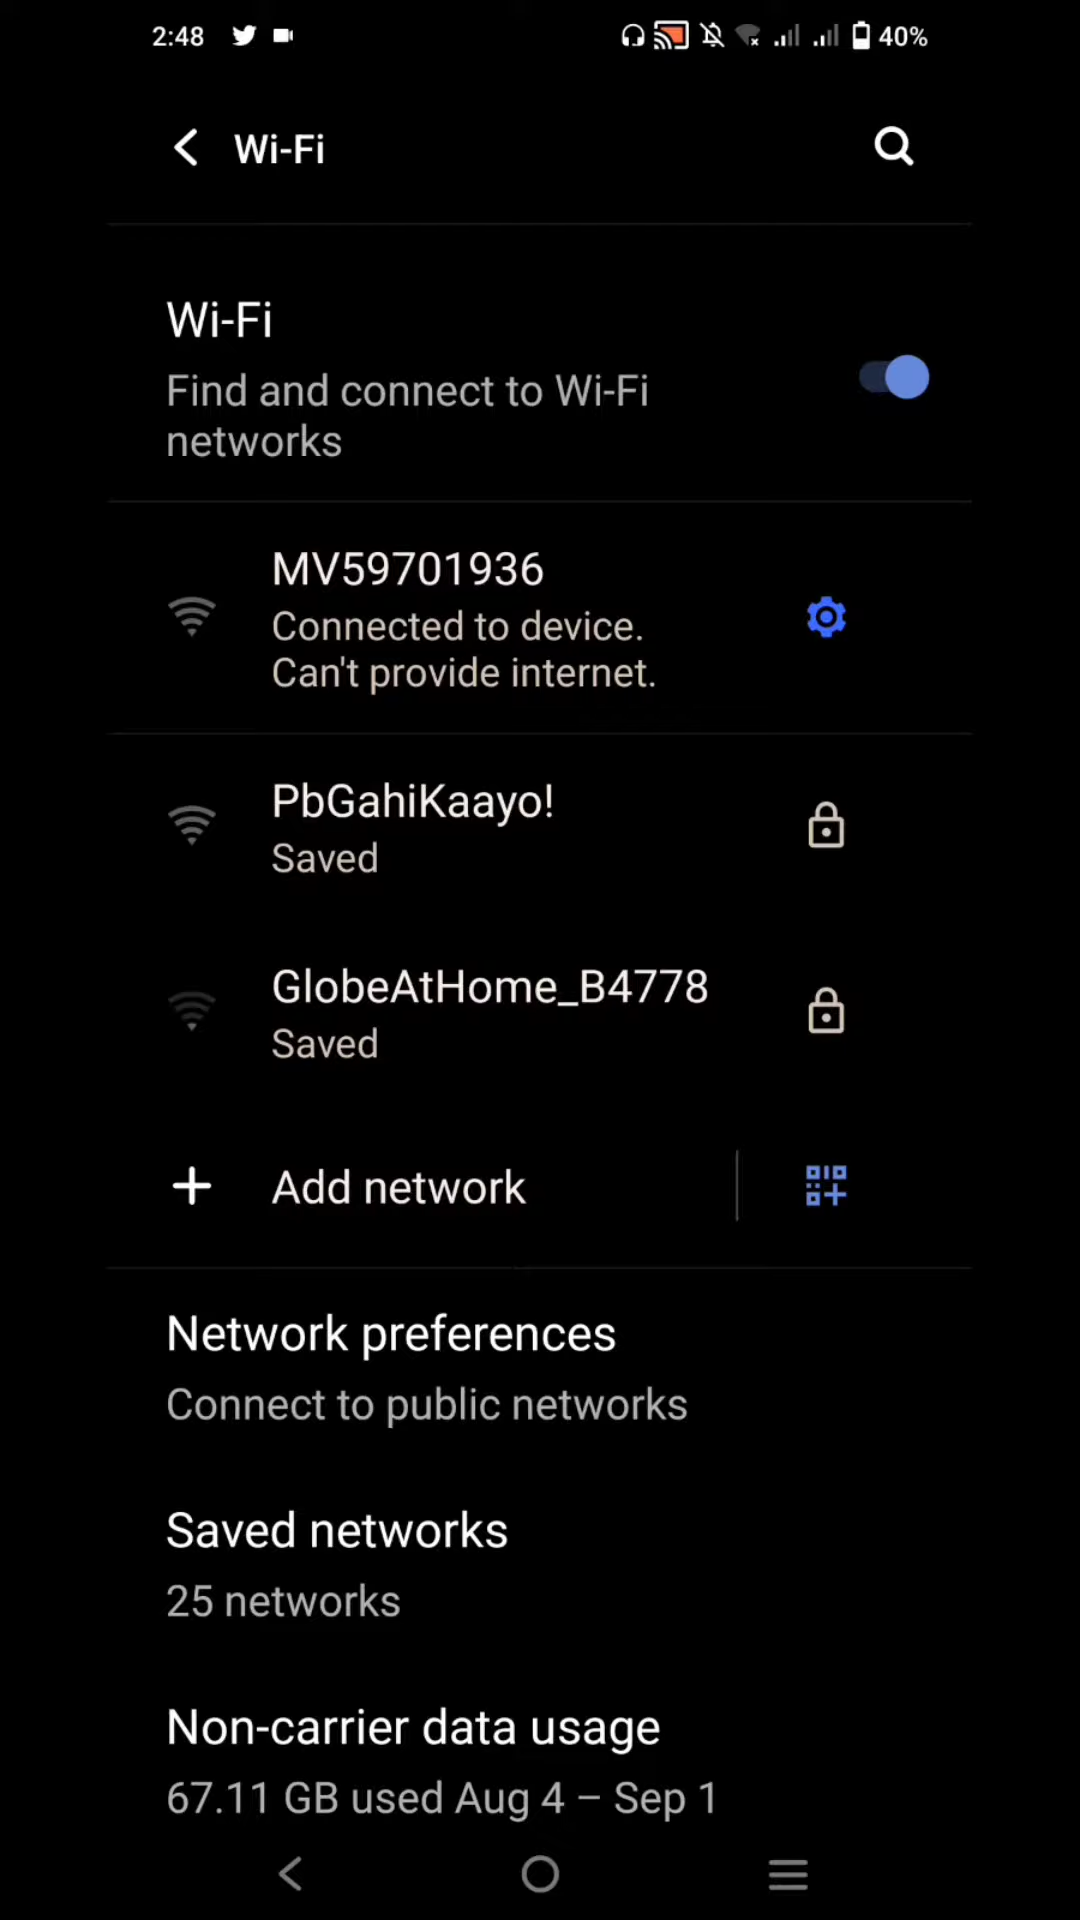 2:48 40%
Wi-Fi
Wi-Fi
Find and connect to Wi-Fi
networks
MV59701936
Connected to device.
Can't provide internet.
PbGahiKaayo!
Saved
GlobeAtHome_B4778
Saved
Add network
Network preferences
Connect to public networks
Saved networks
25 networks
Non-carrier data usage
67.11 GB used Aug 4 – Sep 1